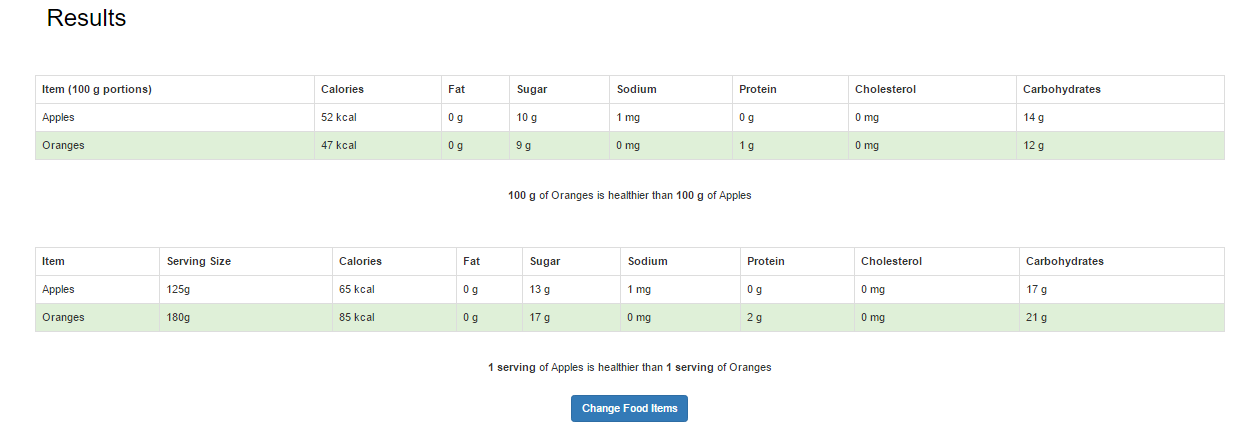 Results
Item (100 g portions) Calories Fat Sugar Sodium Protein Cholesterol Carbohydrates
Apples 52 kcal 0 g 10 g 1 mg 0 g 0 mg 14 g
Oranges 47 kcal 0 g 9 g 0 mg 1 g 0 mg 12 g
100 g of Oranges is healthier than 100 g of Apples
Item Serving Size Calories Fat Sugar Sodium Protein Cholesterol Carbohydrates
Apples 125g 65 kcal 0 g 13 g 1 mg 0 g 0 mg 17 g
Oranges 180g 85 kcal 0 g 17 g 0 mg 2 g 0 mg 21 g
1 serving of Apples is healthier than 1 serving of Oranges
Change Food Items